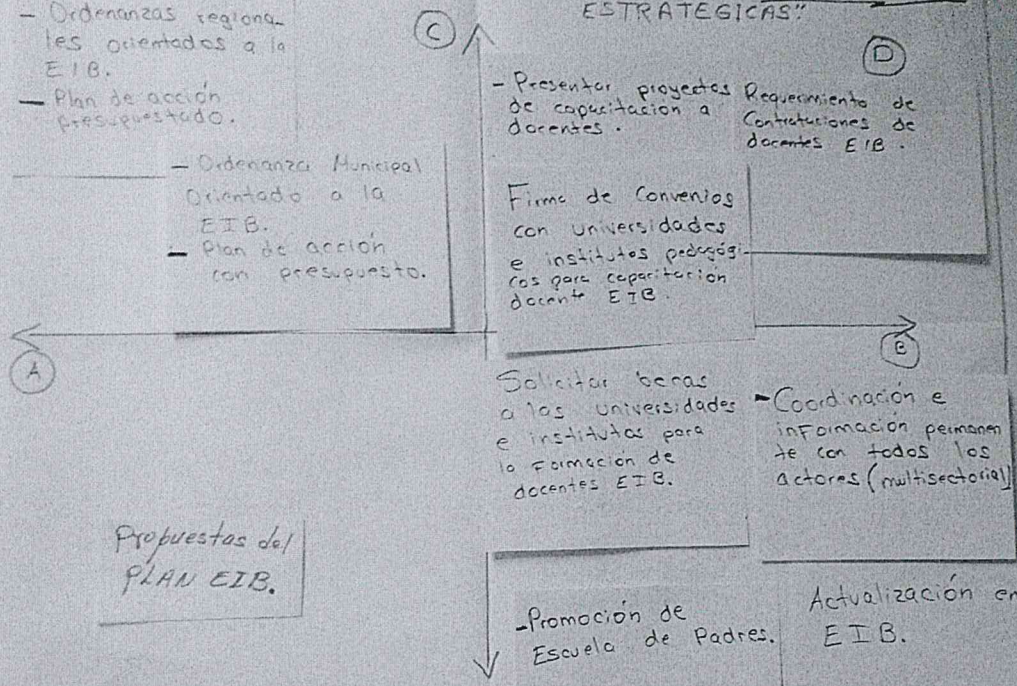 ESTRATEGICAS"
- Ordenanzas regiona-
les orientados a la
EIB.
- Plan de acción
presupuestado.
- Ordenanza Municipal
Orientado a la
EIB.
- Plan de acción
con presupuesto.
C
D
- Presentar proyectos
de capacitación a
docentes.
Requerimiento de
Contrataciones de
docentes EIB.
Firma de Convenios
con universidades
e institutos pedagógi-
cos para capacitación
docente EIB.
A
B
Solicitar becas
a las universidades
e institutos para
la Formación de
docentes EIB.
- Coordinación e
información permanen
te con todos los
actores (multisectorial)
Propuestas del
PLAN EIB.
- Promoción de
Escuela de Padres.
Actualización en
EIB.